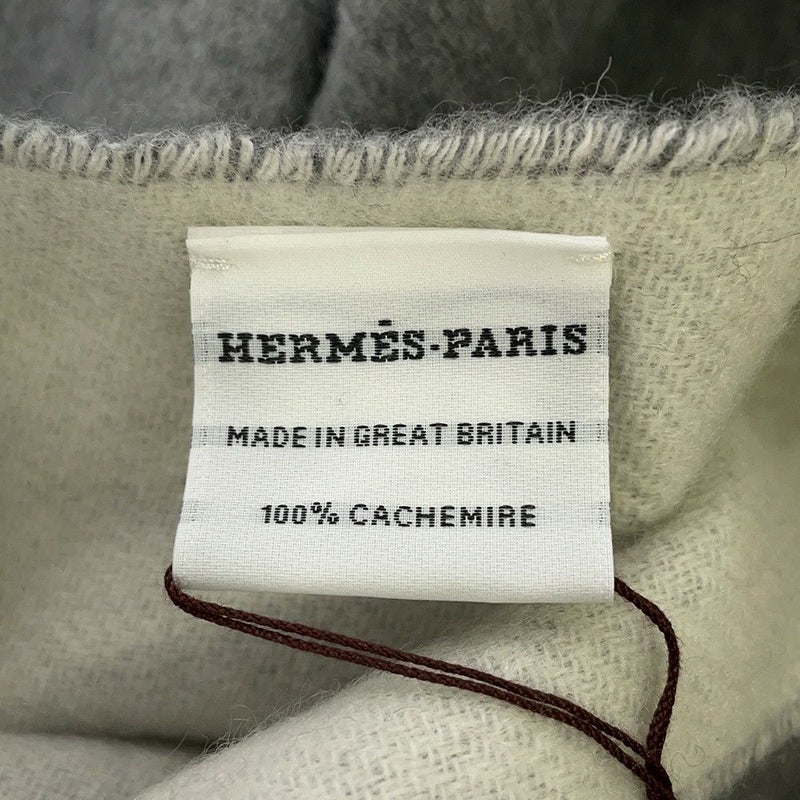 HERMÈS-PARIS
MADE IN GREAT BRITAIN
100% CACHEMIRE